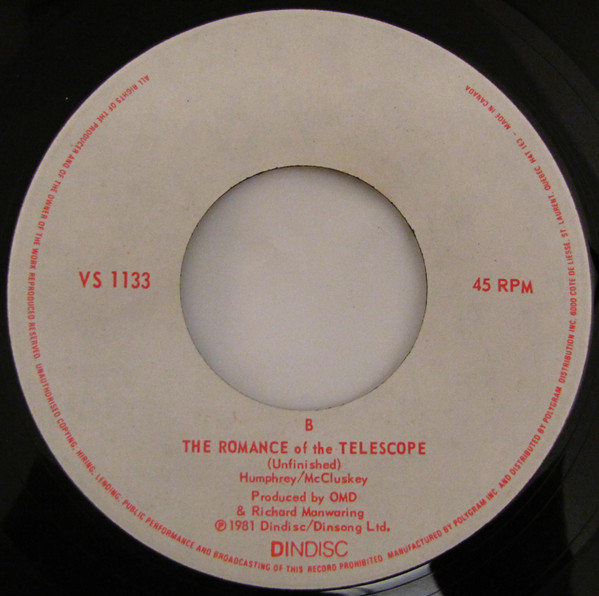 VS 1133
45 RPM
B
THE ROMANCE of the TELESCOPE
(Unfinished)
Humphrey/McCluskey
Produced by OMD
& Richard Manwaring
℗ 1981 Dindisc/Dinsong Ltd.
DINDISC
ALL RIGHTS OF THE PRODUCER AND OF THE OWNER OF THE WORK REPRODUCED RESERVED. UNAUTHORISED COPYING, HIRING, LENDING, PUBLIC PERFORMANCE AND BROADCASTING OF THIS RECORD PROHIBITED. MANUFACTURED BY POLYGRAM INC. AND DISTRIBUTED BY POLYGRAM DISTRIBUTION INC. 6000 COTE DE LIESSE, ST. LAURENT, QUEBEC H4T 1E3 - MADE IN CANADA